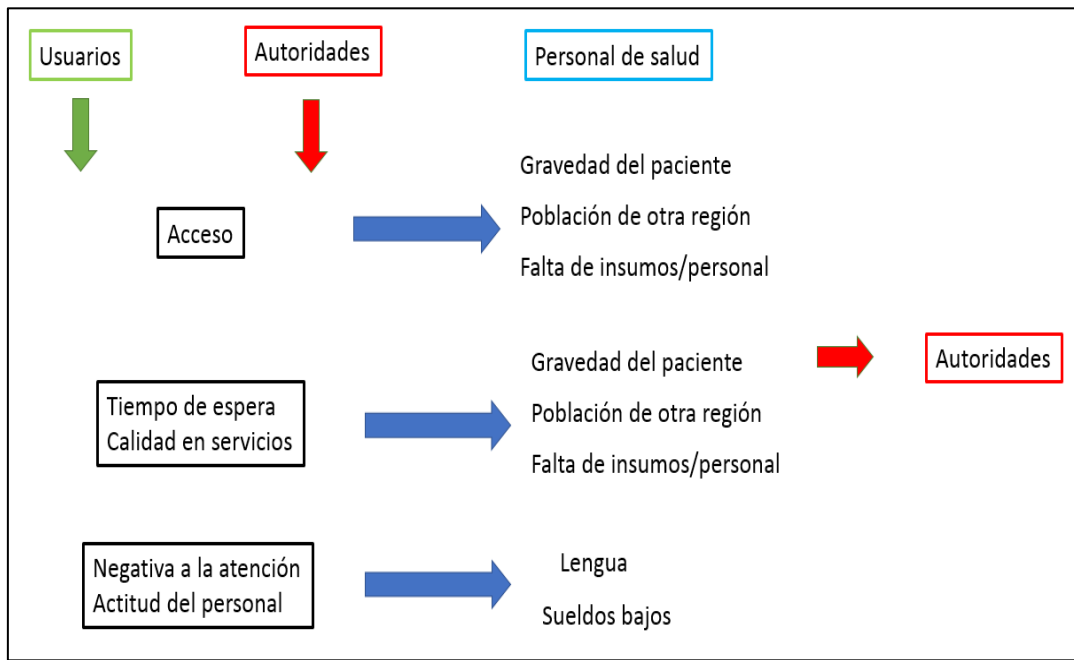 Usuarios
Autoridades
Personal de salud
Acceso
Gravedad del paciente
Población de otra región
Falta de insumos/personal
Tiempo de espera
Calidad en servicios
Gravedad del paciente
Población de otra región
Falta de insumos/personal
Autoridades
Negativa a la atención
Actitud del personal
Lengua
Sueldos bajos